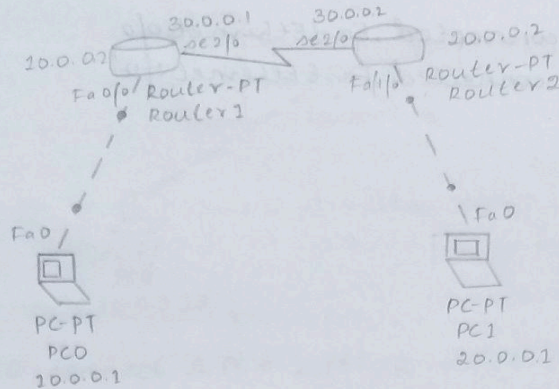 30.0.0.1
30.0.0.2
10.0.0.2
se2/0
se2/0
20.0.0.2
Fa0/0
Router-PT
Router1
Fa1/0
Router-PT
Router2
Fa0
PC-PT
PC0
10.0.0.1
Fa0
PC-PT
PC1
20.0.0.1